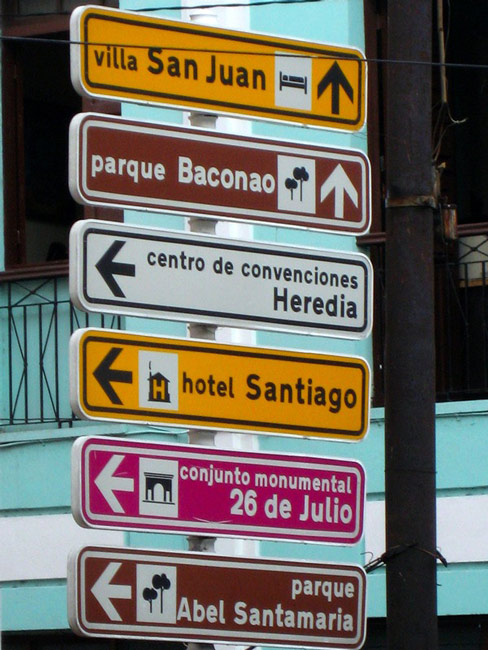 villa San Juan
parque Baconao
centro de convenciones
Heredia
H hotel Santiago
conjunto monumental
26 de Julio
parque
Abel Santamaria